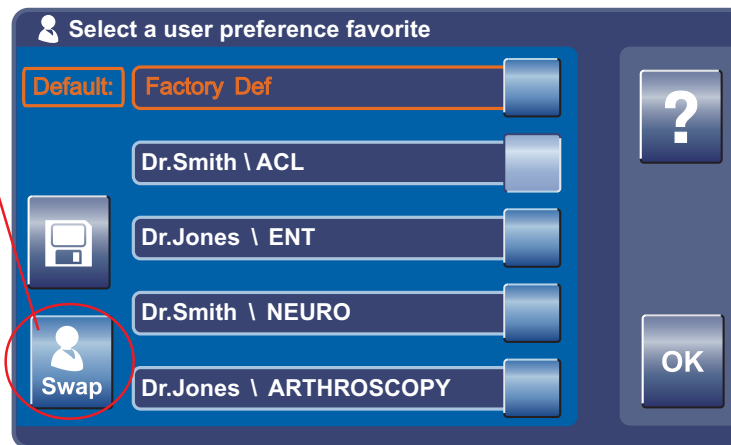 Select a user preference favorite
Default: Factory Def
Dr.Smith \ ACL
Dr.Jones \ ENT
Dr.Smith \ NEURO
Dr.Jones \ ARTHROSCOPY
Swap
?
OK